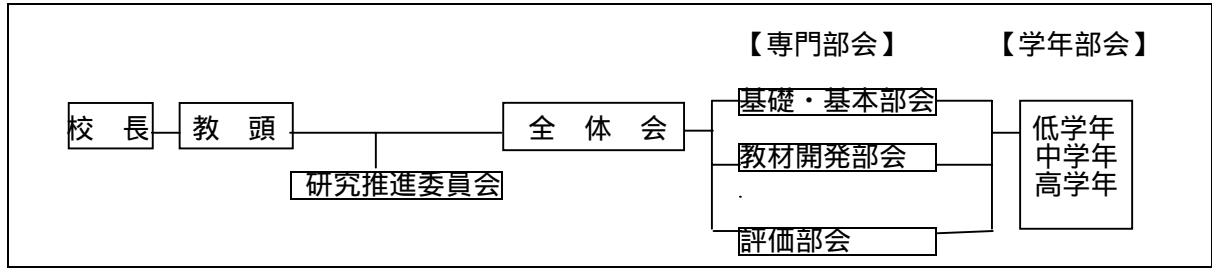 【専門部会】 【学年部会】
校 長 教 頭 全 体 会
研究推進委員会
基礎・基本部会
教材開発部会
評価部会
低学年
中学年
高学年